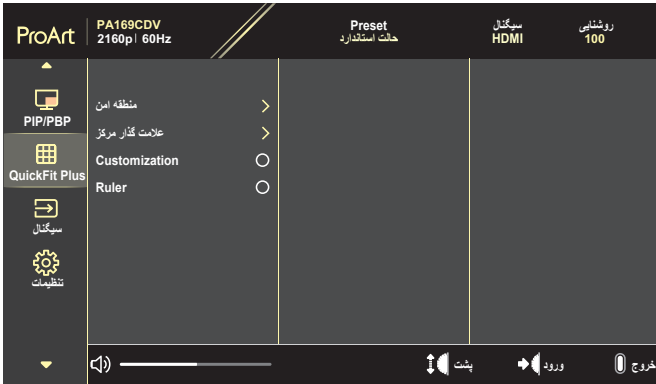 ProArt
PA169CDV
2160p 60Hz
Preset
حالت استاندارد
سیگنال
HDMI
روشنایی
100
PIP/PBP
QuickFit Plus
سیگنال
تنظیمات
منطقه امن
علامت گذار مرکز
Customization
Ruler
پشت
ورود
خروج